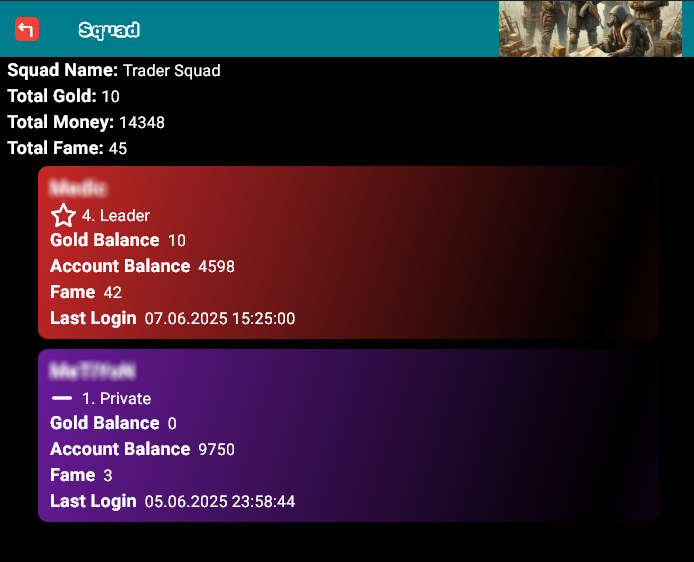 Squad
Squad Name: Trader Squad
Total Gold: 10
Total Money: 14348
Total Fame: 45
4. Leader
Gold Balance 10
Account Balance 4598
Fame 42
Last Login 07.06.2025 15:25:00
1. Private
Gold Balance 0
Account Balance 9750
Fame 3
Last Login 05.06.2025 23:58:44